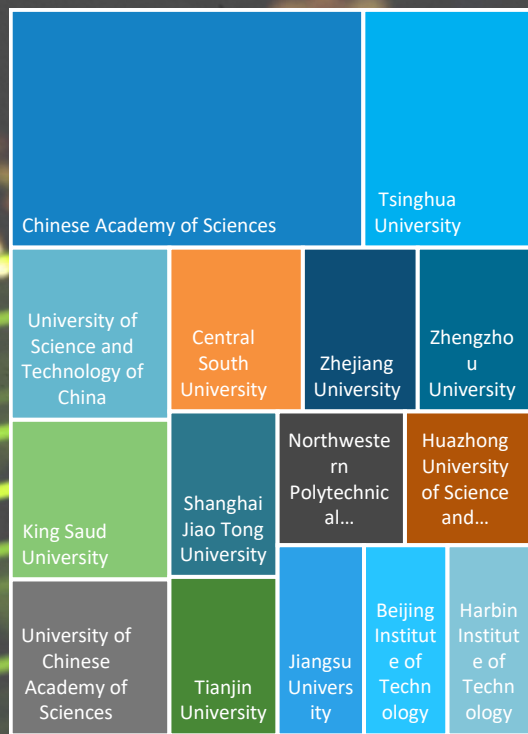 Chinese Academy of Sciences
Tsinghua
University
University of
Science and
Technology of
China
Central
South
University
Zhejiang
University
Zhengzho
u
University
King Saud
University
Shanghai
Jiao Tong
University
Northweste
rn
Polytechnical
...
Huazhong
University
of Science
and...
University of
Chinese
Academy of
Sciences
Tianjin
University
Jiangsu
Univers
ity
Beijing
Institut
e of
Techn
ology
Harbin
Institut
e of
Techn
ology